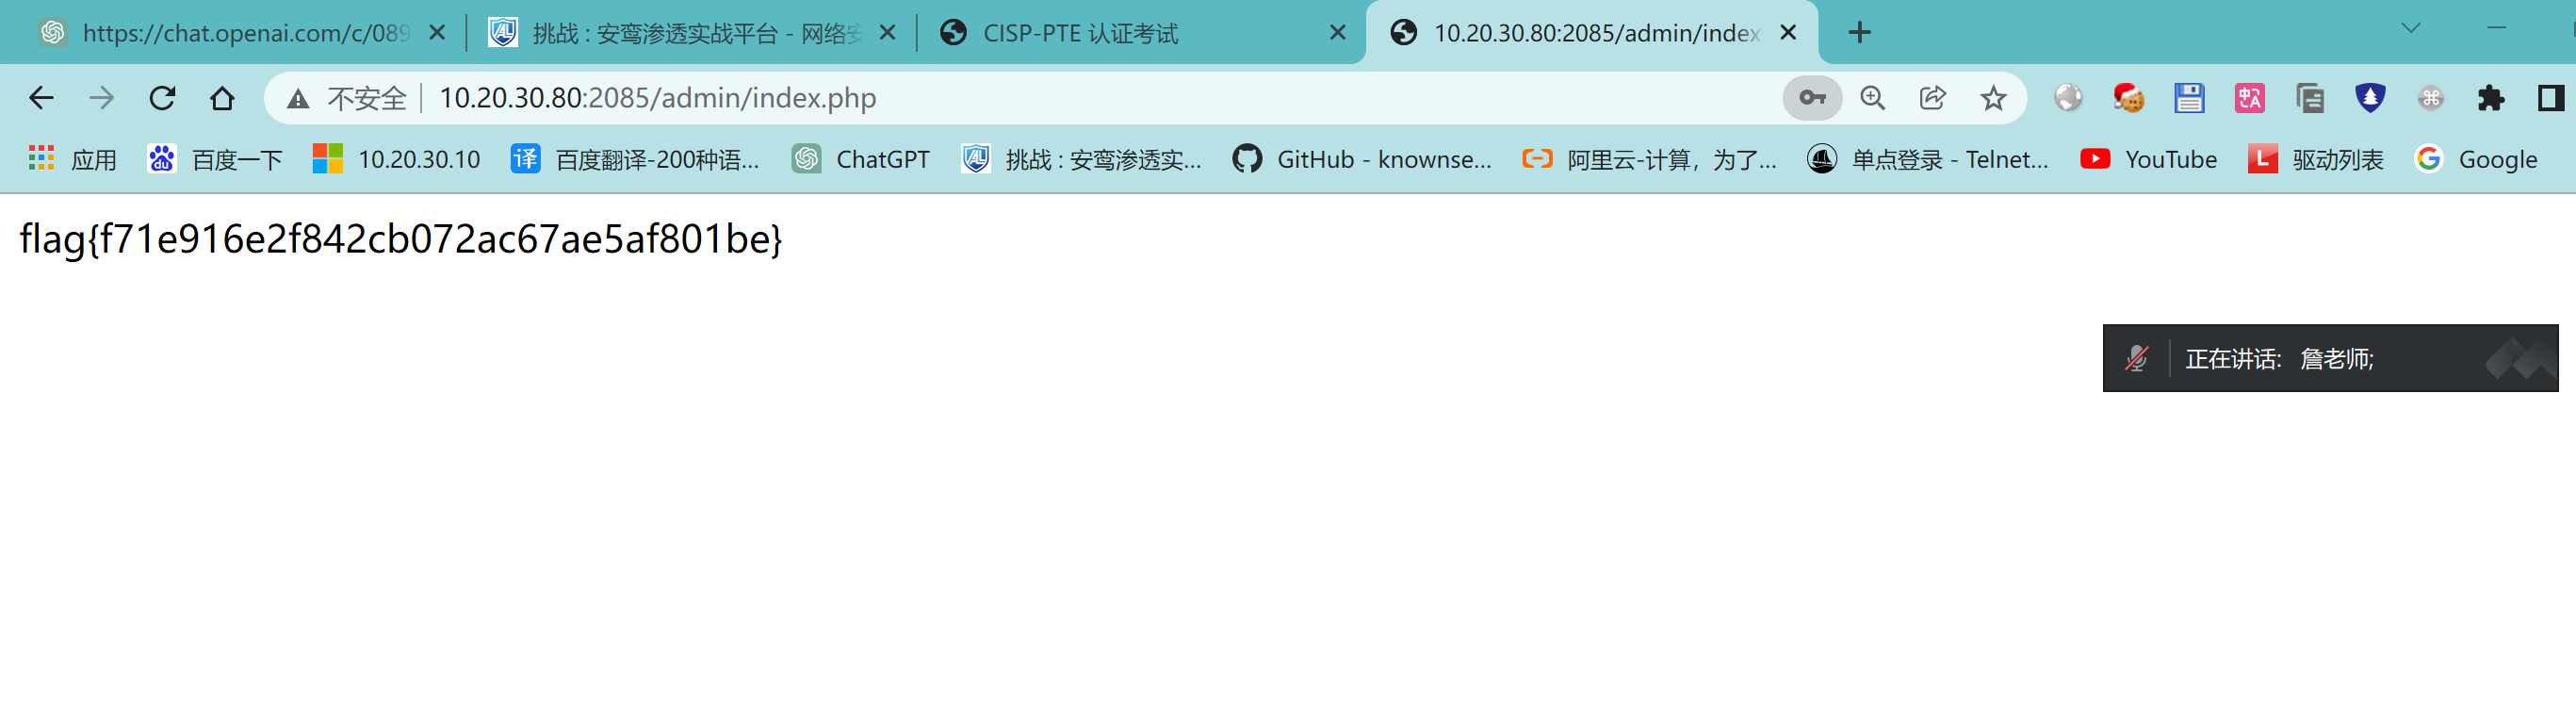 https://chat.openai.com/c/089
挑战 : 安鸾渗透实战平台 - 网络安
CISP-PTE 认证考试
10.20.30.80:2085/admin/index.
不安全
10.20.30.80:2085/admin/index.php
应用
百度一下
10.20.30.10
译
百度翻译-200种语...
ChatGPT
挑战 : 安鸾渗透实...
GitHub - knownse...
阿里云-计算，为了...
单点登录 - Telnet...
YouTube
L
驱动列表
Google
flag{f71e916e2f842cb072ac67ae5af801be}
正在讲话: 詹老师;